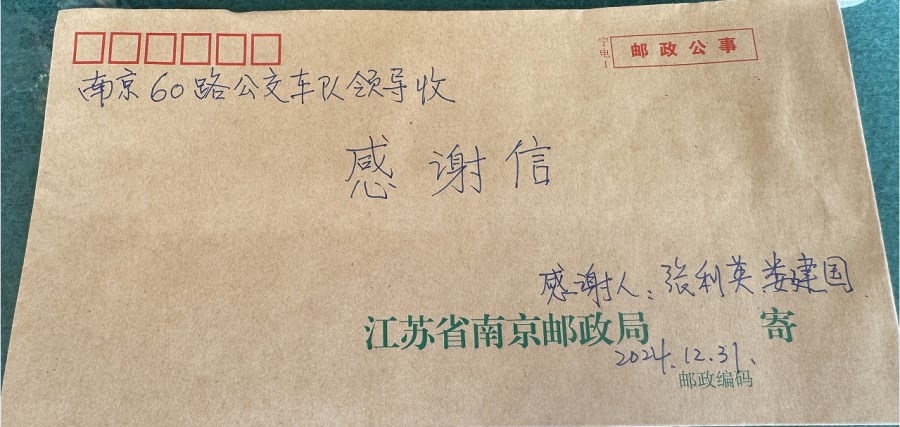 宁电1
邮政公事
南京60路公交车队领导收
感谢信
感谢人：张利英 娄建国
江苏省南京邮政局 寄
2024.12.31.
邮政编码